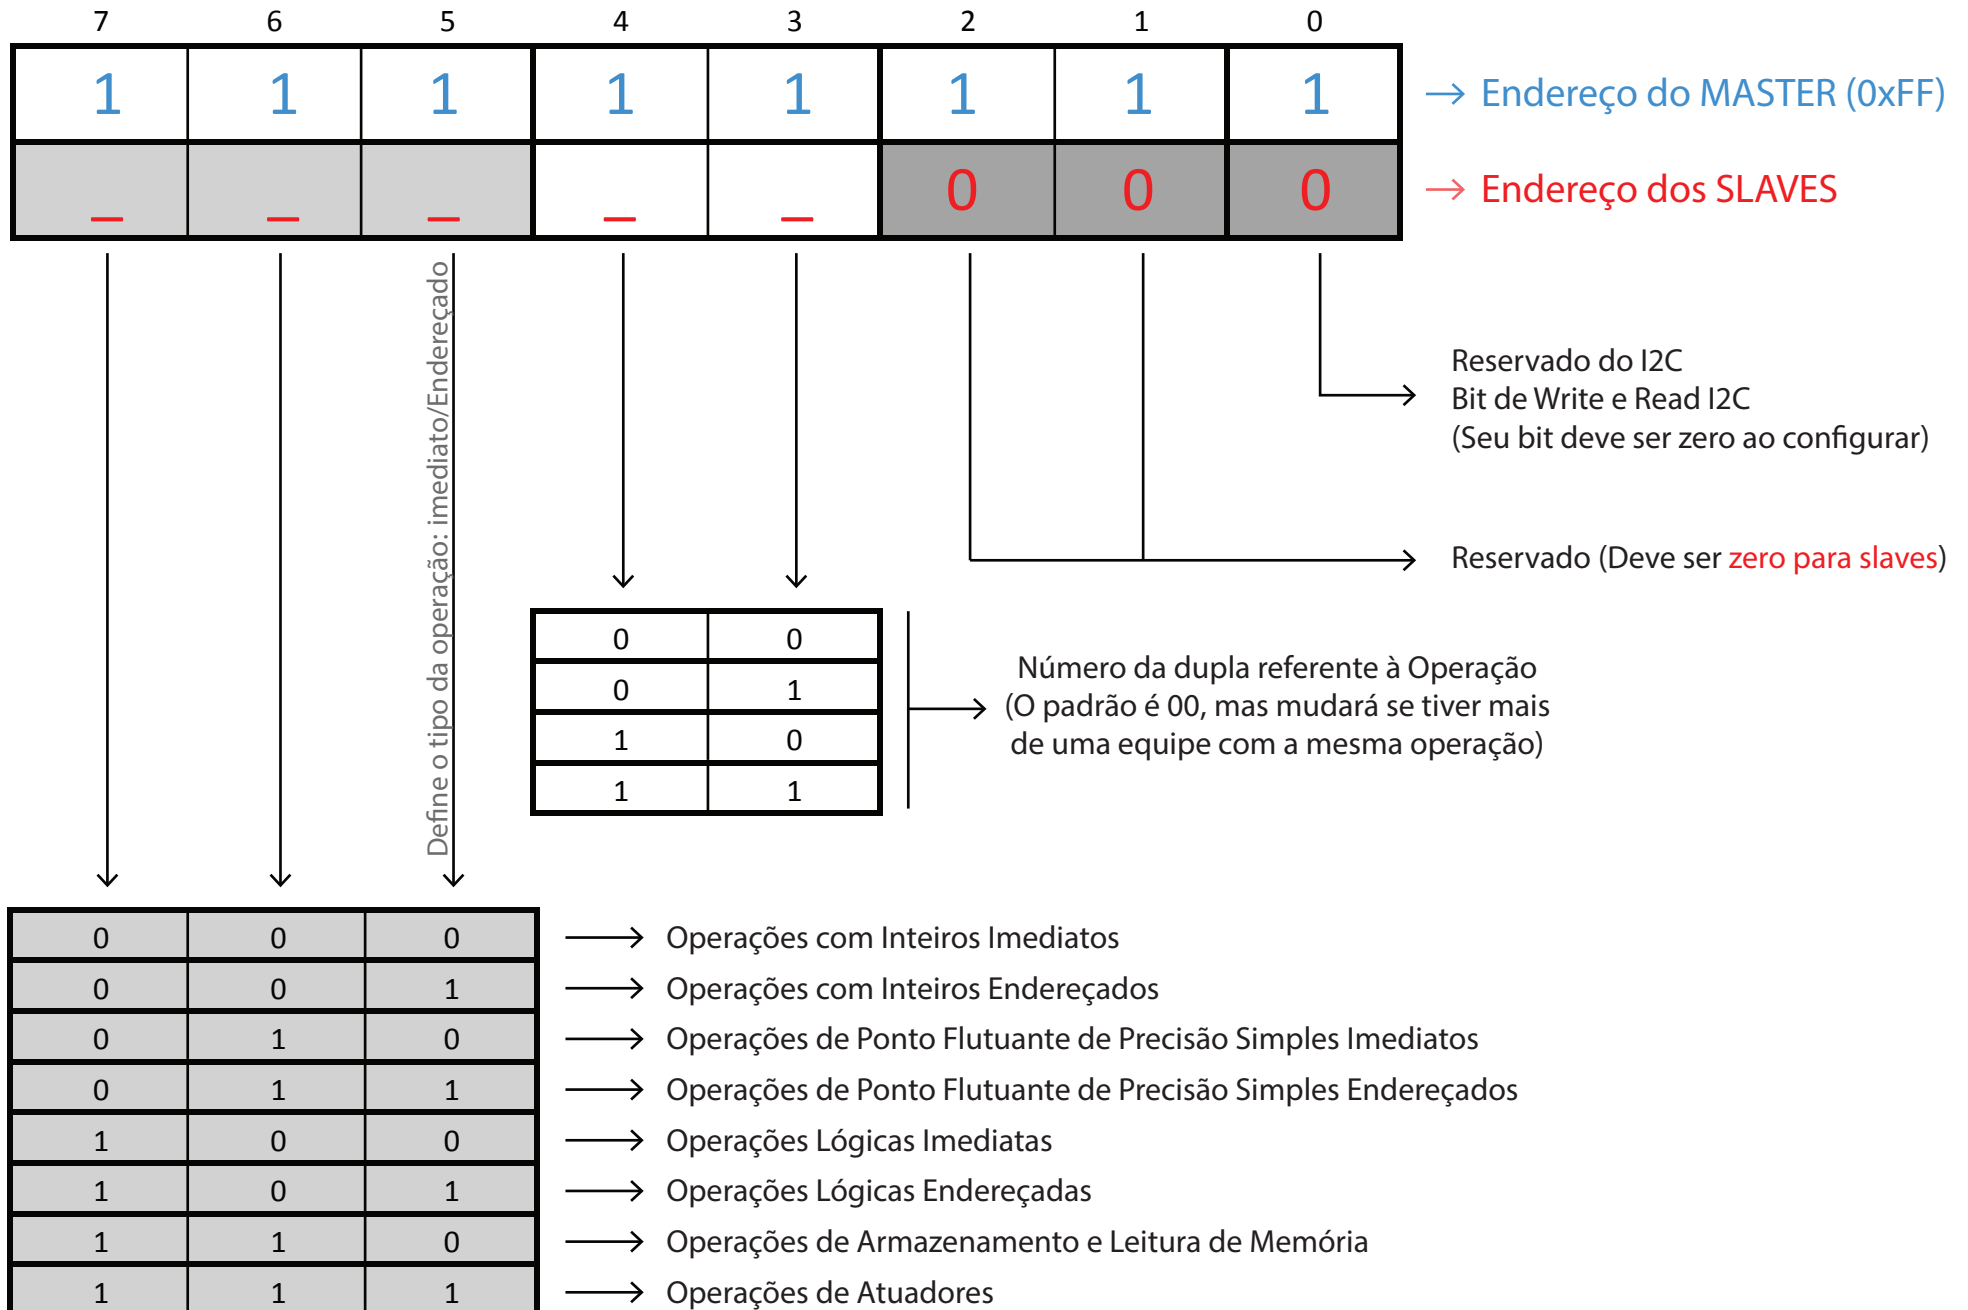 7 6 5 4 3 2 1 0
1 1 1 1 1 1 1 1 → Endereço do MASTER (0xFF)
_ _ _ _ _ 0 0 0 → Endereço dos SLAVES
Define o tipo da operação: imediato/Endereçado
Reservado do I2C
Bit de Write e Read I2C
(Seu bit deve ser zero ao configurar)
Reservado (Deve ser zero para slaves)
0 0
0 1
1 0
1 1
Número da dupla referente à Operação
(O padrão é 00, mas mudará se tiver mais
de uma equipe com a mesma operação)
0 0 0 → Operações com Inteiros Imediatos
0 0 1 → Operações com Inteiros Endereçados
0 1 0 → Operações de Ponto Flutuante de Precisão Simples Imediatos
0 1 1 → Operações de Ponto Flutuante de Precisão Simples Endereçados
1 0 0 → Operações Lógicas Imediatas
1 0 1 → Operações Lógicas Endereçadas
1 1 0 → Operações de Armazenamento e Leitura de Memória
1 1 1 → Operações de Atuadores